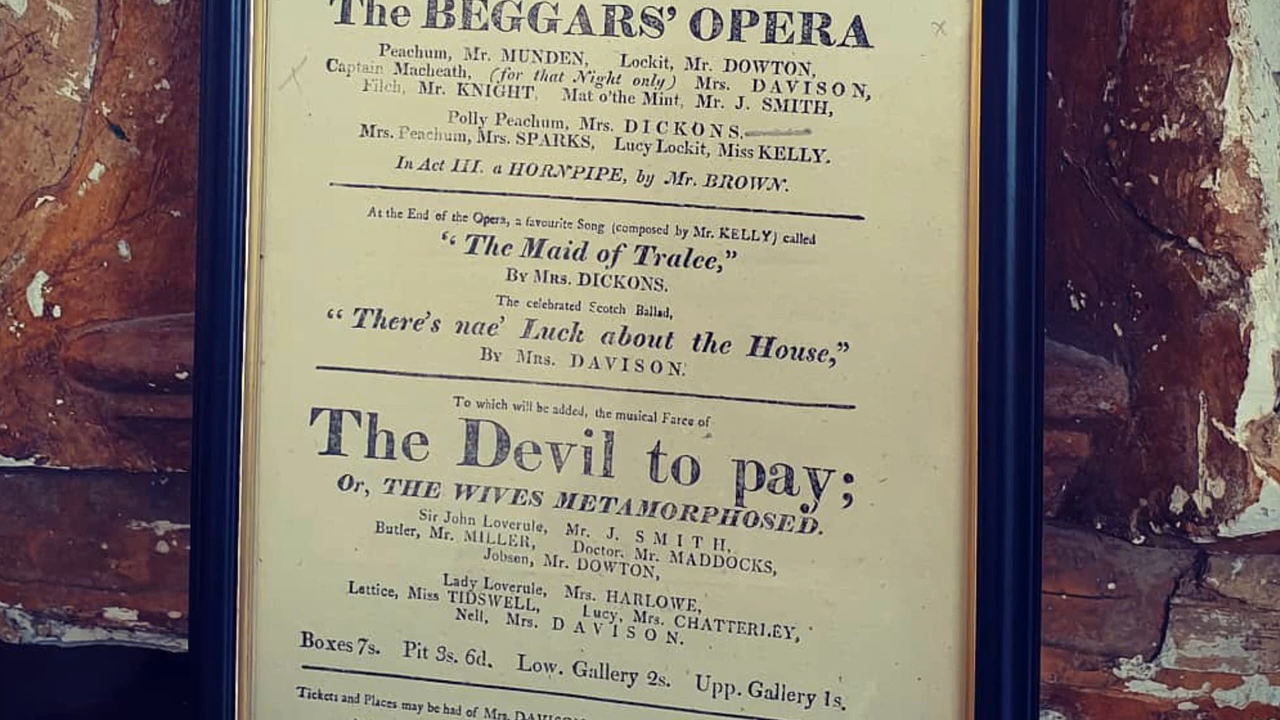 The BEGGARS' OPERA
Peachum, Mr. MUNDEN, Lockit, Mr. DOWTON,
Captain Macheath, (for that Night only) Mrs. DAVISON,
Filch, Mr. KNIGHT, Mat o'the Mint, Mr. J. SMITH,
Polly Peachum, Mrs. DICKONS,
Mrs. Peachum, Mrs. SPARKS, Lucy Lockit, Miss KELLY.
In Act III. a HORNPIPE, by Mr. BROWN.
At the End of the Opera, a favourite Song (composed by Mr. KELLY) called
“The Maid of Tralee,”
By Mrs. DICKONS.
The celebrated Scotch Ballad,
“There's nae' Luck about the House,”
By Mrs. DAVISON.
To which will be added, the musical Farce of
The Devil to pay;
Or, THE WIVES METAMORPHOSED.
Sir John Loverule, Mr. J. SMITH,
Butler, Mr. MILLER, Doctor, Mr. MADDOCKS,
Jobson, Mr. DOWTON,
Lady Loverule, Mrs. HARLOWE,
Lettice, Miss TIDSWELL, Lucy, Mrs. CHATTERLEY,
Nell, Mrs. DAVISON.
Boxes 7s. Pit 3s. 6d. Low. Gallery 2s. Upp. Gallery 1s.
Tickets and Places may be had of Mrs. DAVISON